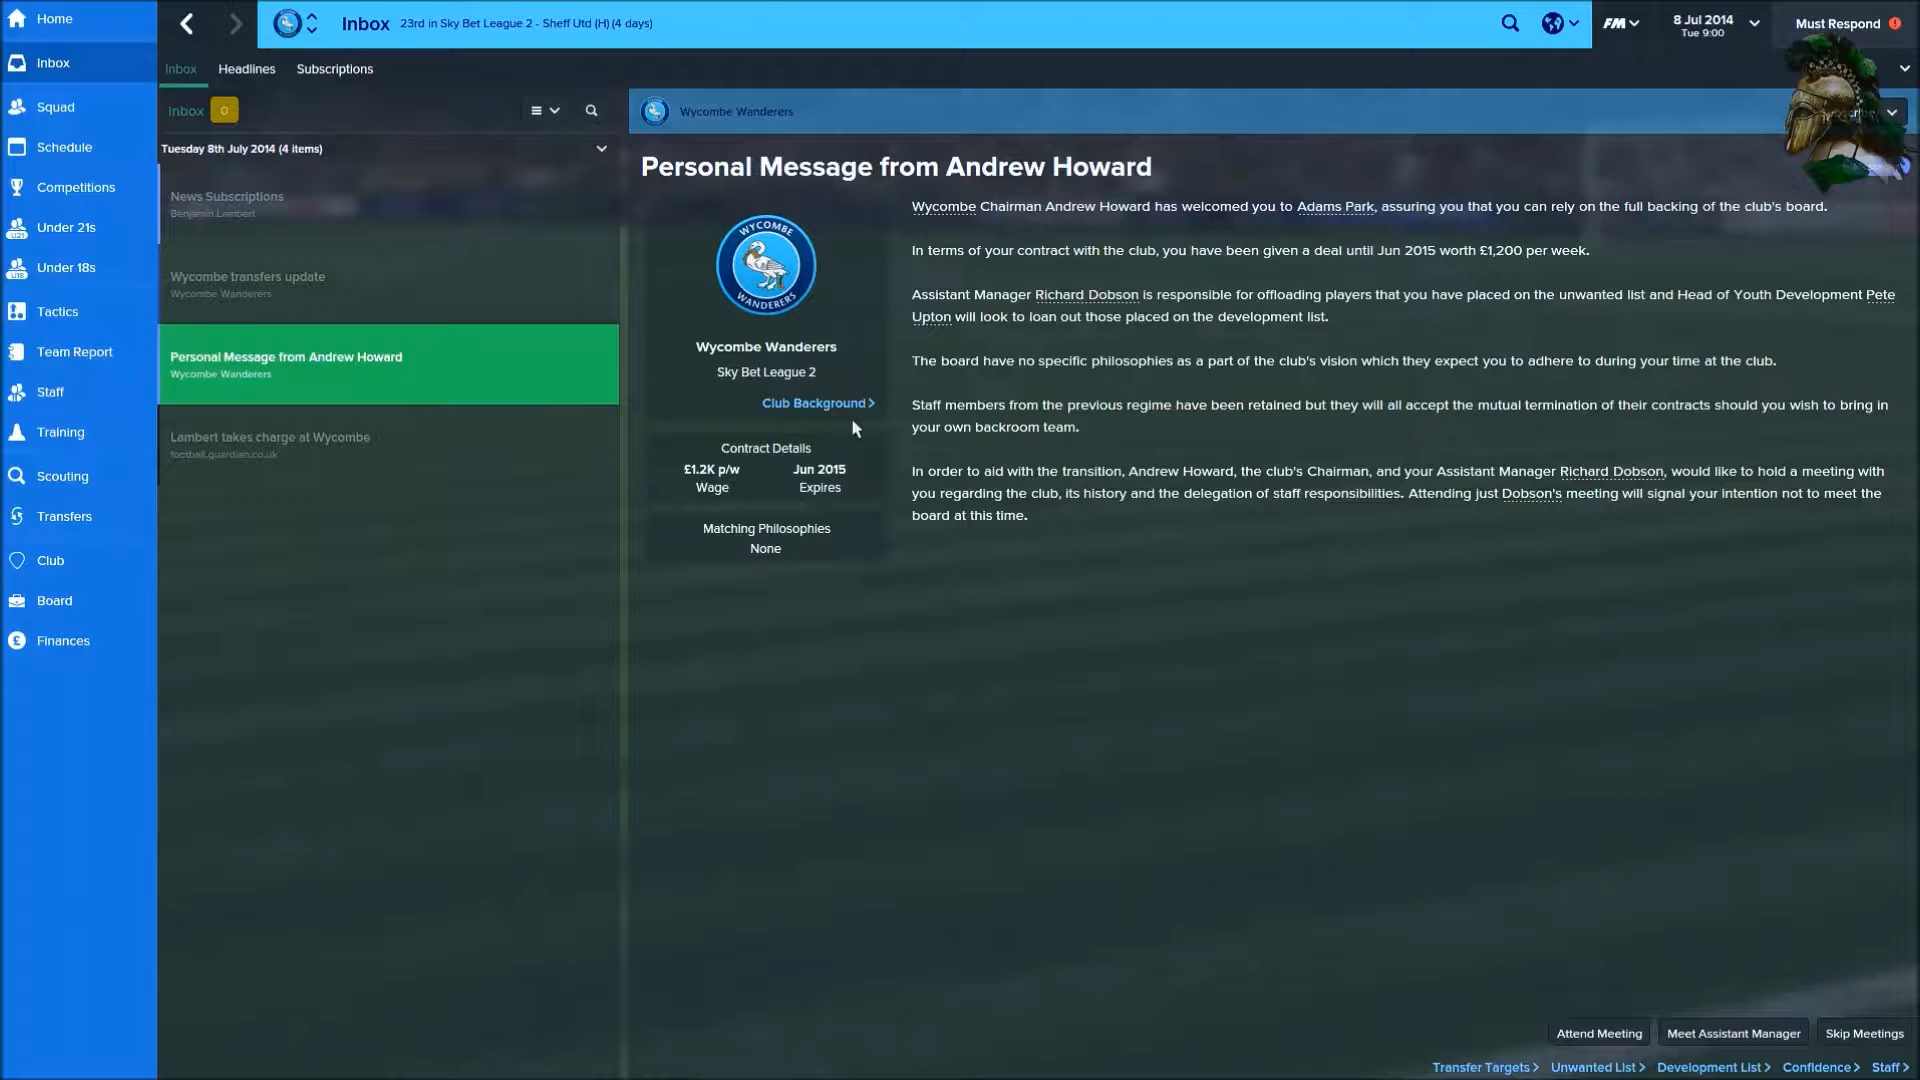 Home
Inbox
Squad
Schedule
Competitions
Under 21s
Under 18s
Tactics
Team Report
Staff
Training
Scouting
Transfers
Club
Board
Finances
Inbox 23rd in Sky Bet League 2 - Sheff Utd (H) (4 days)
FM
8 Jul 2014
Tue 9:00
Must Respond
Inbox Headlines Subscriptions
Inbox 0
Tuesday 8th July 2014 (4 items)
News Subscriptions
Benjamin Lambert
Wycombe transfers update
Wycombe Wanderers
Personal Message from Andrew Howard
Wycombe Wanderers
Lambert takes charge at Wycombe
football.guardian.co.uk
Wycombe Wanderers
Personal Message from Andrew Howard
WYCOMBE
WANDERERS
Wycombe Wanderers
Sky Bet League 2
Club Background >
Contract Details
£1.2K p/w Jun 2015
Wage Expires
Matching Philosophies
None
Wycombe Chairman Andrew Howard has welcomed you to Adams Park, assuring you that you can rely on the full backing of the club's board.
In terms of your contract with the club, you have been given a deal until Jun 2015 worth £1,200 per week.
Assistant Manager Richard Dobson is responsible for offloading players that you have placed on the unwanted list and Head of Youth Development Pete
Upton will look to loan out those placed on the development list.
The board have no specific philosophies as a part of the club's vision which they expect you to adhere to during your time at the club.
Staff members from the previous regime have been retained but they will all accept the mutual termination of their contracts should you wish to bring in
your own backroom team.
In order to aid with the transition, Andrew Howard, the club's Chairman, and your Assistant Manager Richard Dobson, would like to hold a meeting with
you regarding the club, its history and the delegation of staff responsibilities. Attending just Dobson's meeting will signal your intention not to meet the
board at this time.
Attend Meeting Meet Assistant Manager Skip Meetings
Transfer Targets > Unwanted List > Development List > Confidence > Staff >